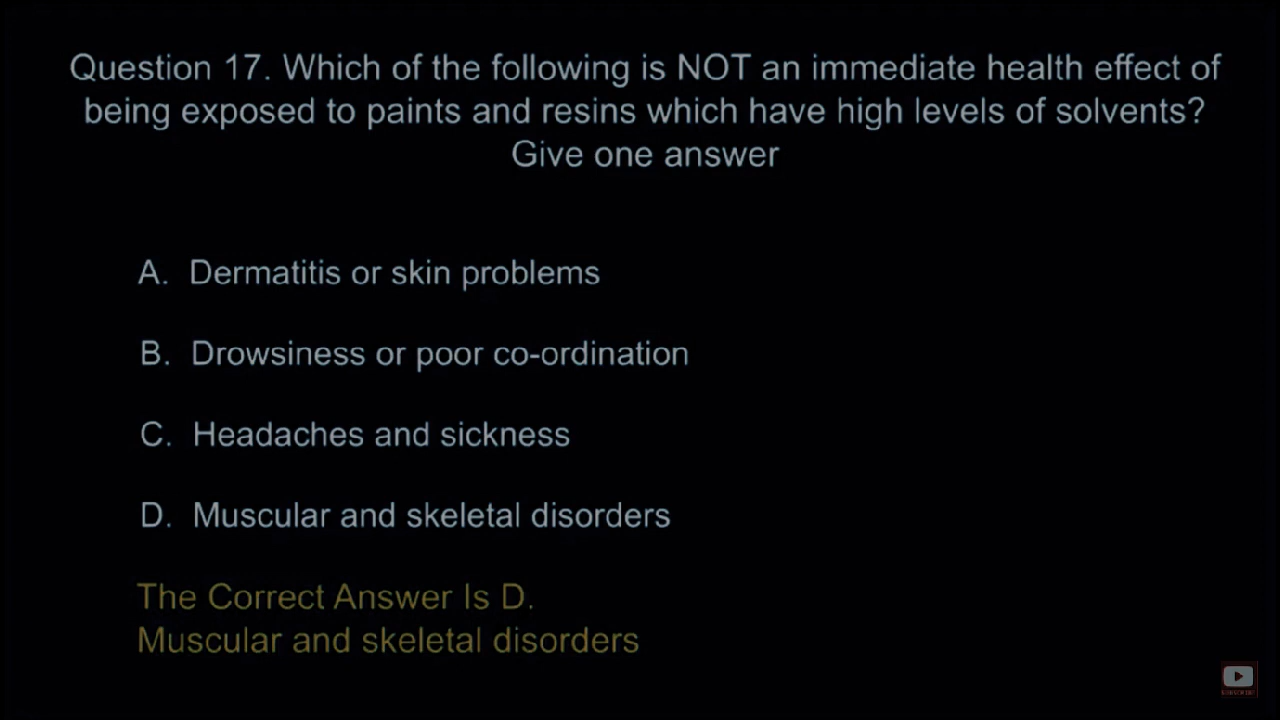 Question 17. Which of the following is NOT an immediate health effect of
being exposed to paints and resins which have high levels of solvents?
Give one answer
A. Dermatitis or skin problems
B. Drowsiness or poor co-ordination
C. Headaches and sickness
D. Muscular and skeletal disorders
The Correct Answer Is D.
Muscular and skeletal disorders